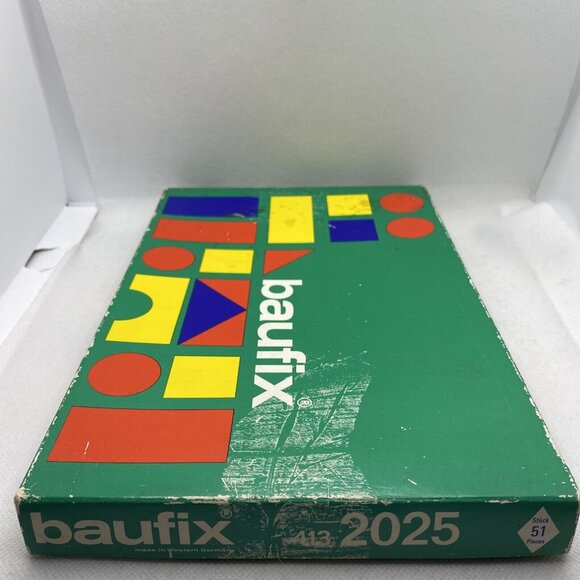 baufix®
baufix® 413 2025
made in Western Germany
Stück
51
Pieces